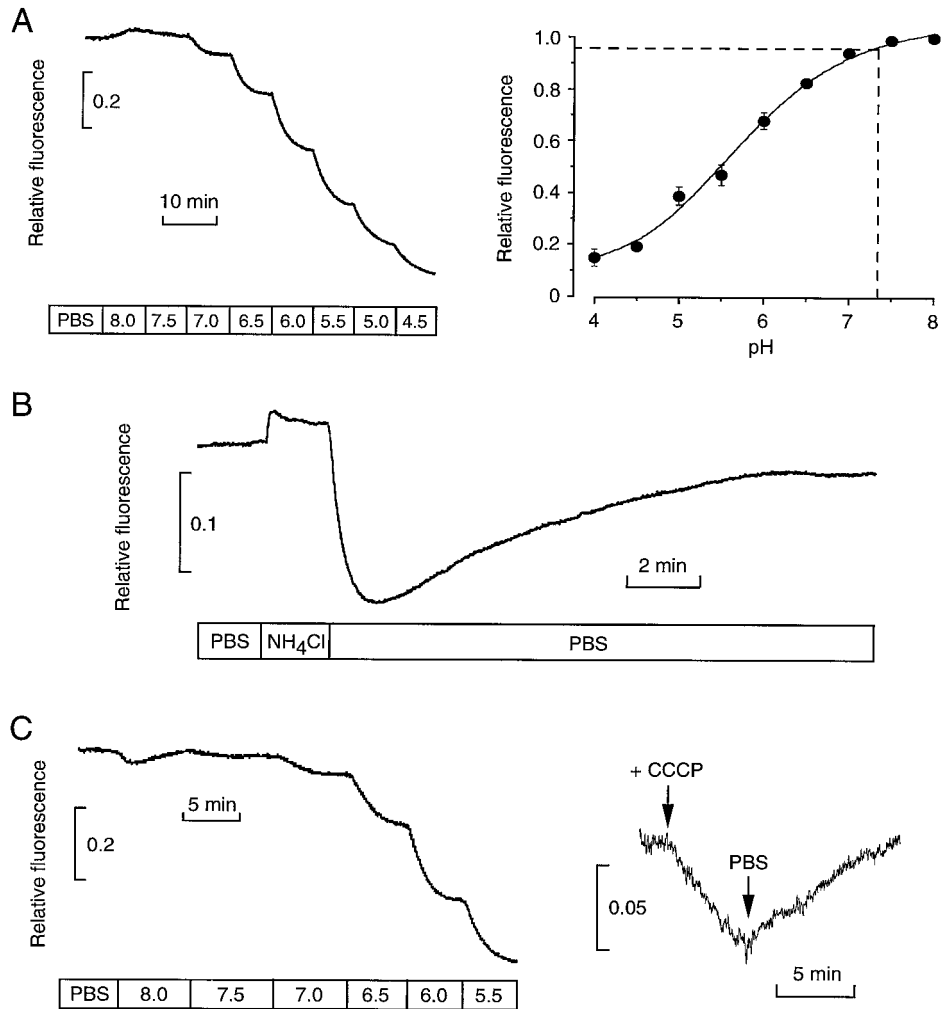 A
Relative fluorescence
0.2
10 min
PBS 8.0 7.5 7.0 6.5 6.0 5.5 5.0 4.5
Relative fluorescence
1.0
0.8
0.6
0.4
0.2
0
4 5 6 7 8
pH
B
Relative fluorescence
0.1
2 min
PBS NH4Cl PBS
C
Relative fluorescence
0.2
5 min
PBS 8.0 7.5 7.0 6.5 6.0 5.5
+ CCCP
PBS
0.05
5 min